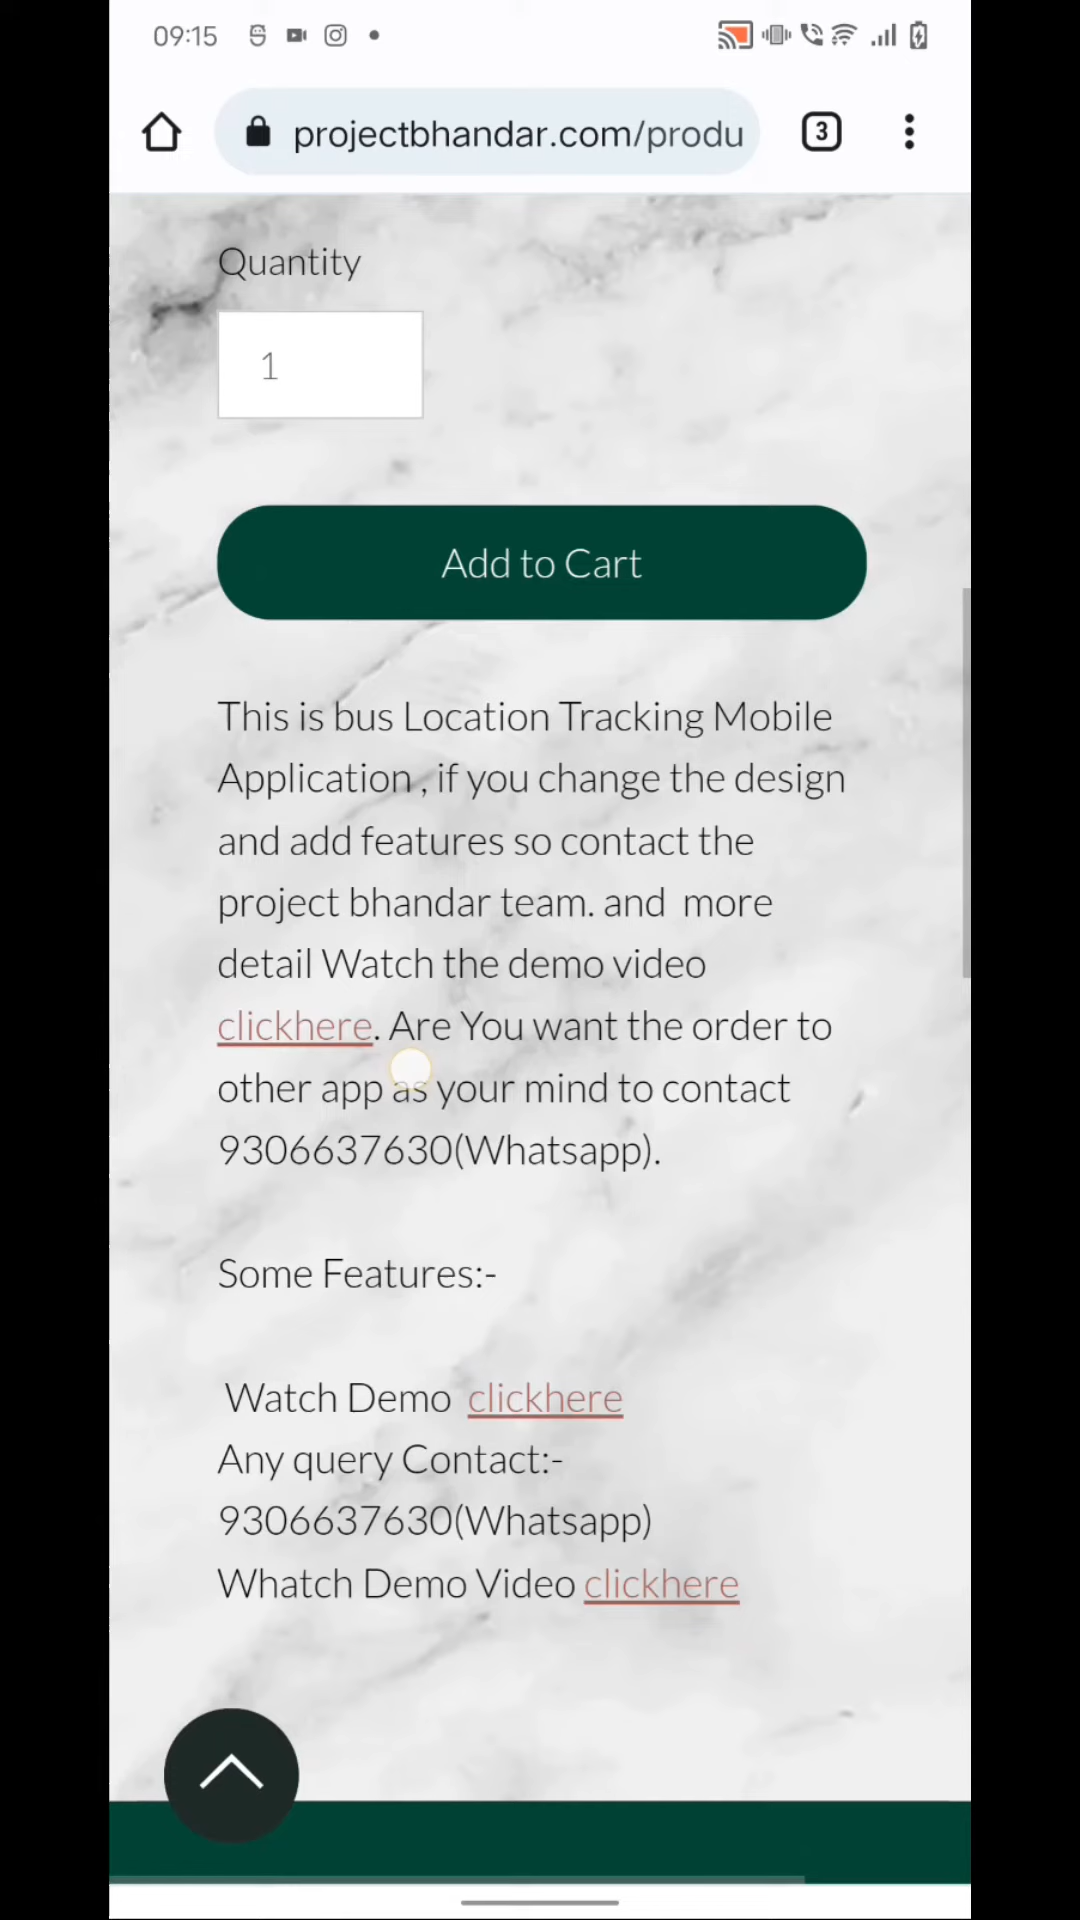 09:15
projectbhandar.com/produ
3
Quantity
1
Add to Cart
This is bus Location Tracking Mobile
Application , if you change the design
and add features so contact the
project bhandar team. and  more
detail Watch the demo video
clickhere. Are You want the order to
other app as your mind to contact
9306637630(Whatsapp).
Some Features:-
Watch Demo  clickhere
Any query Contact:-
9306637630(Whatsapp)
Whatch Demo Video clickhere